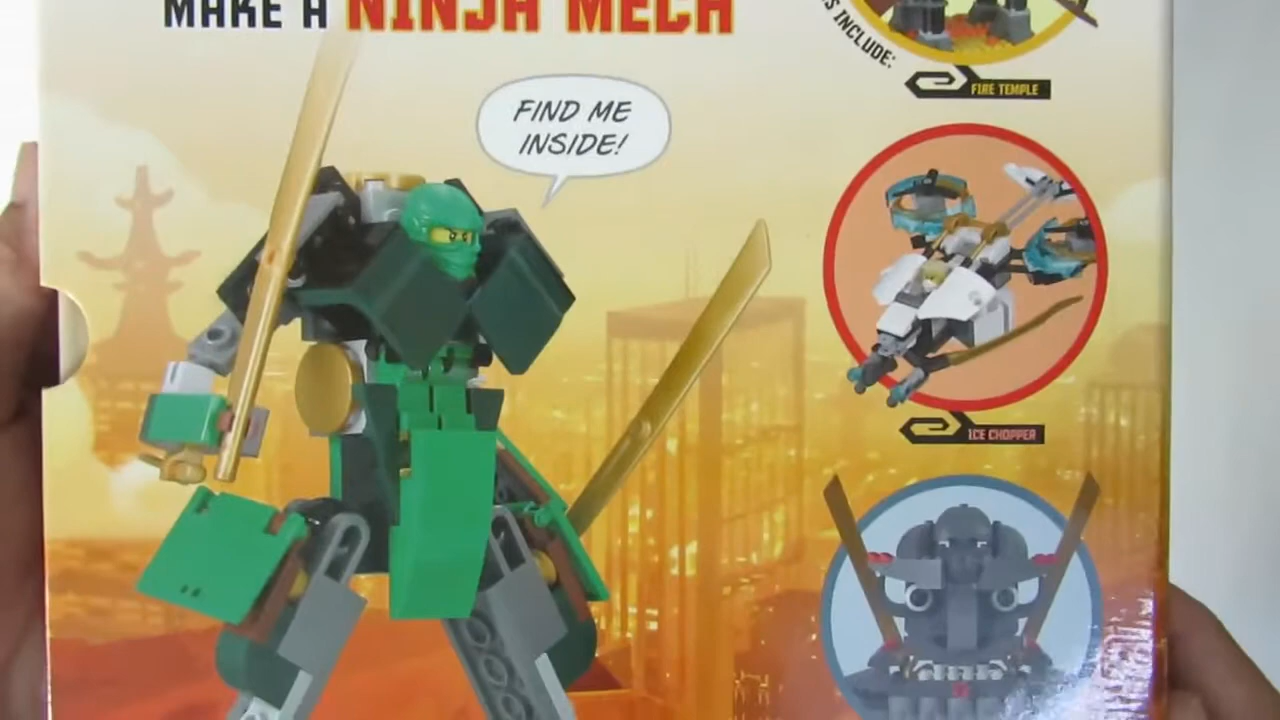 MAKE A NINJA MECH
INCLUDE:
FIRE TEMPLE
FIND ME
INSIDE!
ICE CHOPPER